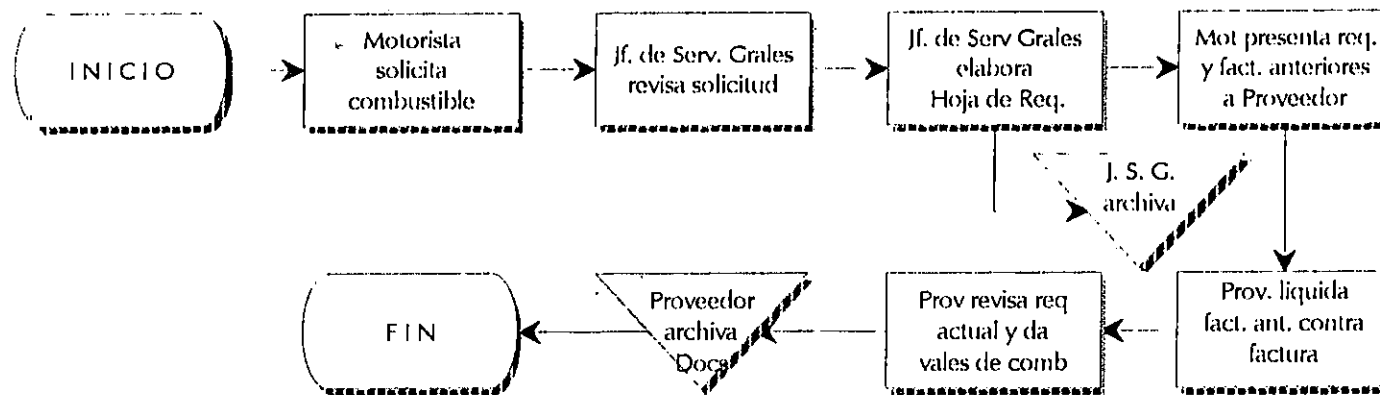 INICIO
Motorista
solicita
combustible
Jf. de Serv. Grales
revisa solicitud
Jf. de Serv Grales
elabora
Hoja de Req.
Mot presenta req.
y fact. anteriores
a Proveedor
J. S. G.
archiva
Prov. liquida
fact. ant. contra
factura
Prov revisa req
actual y da
vales de comb
Proveedor
archiva
Docs
FIN